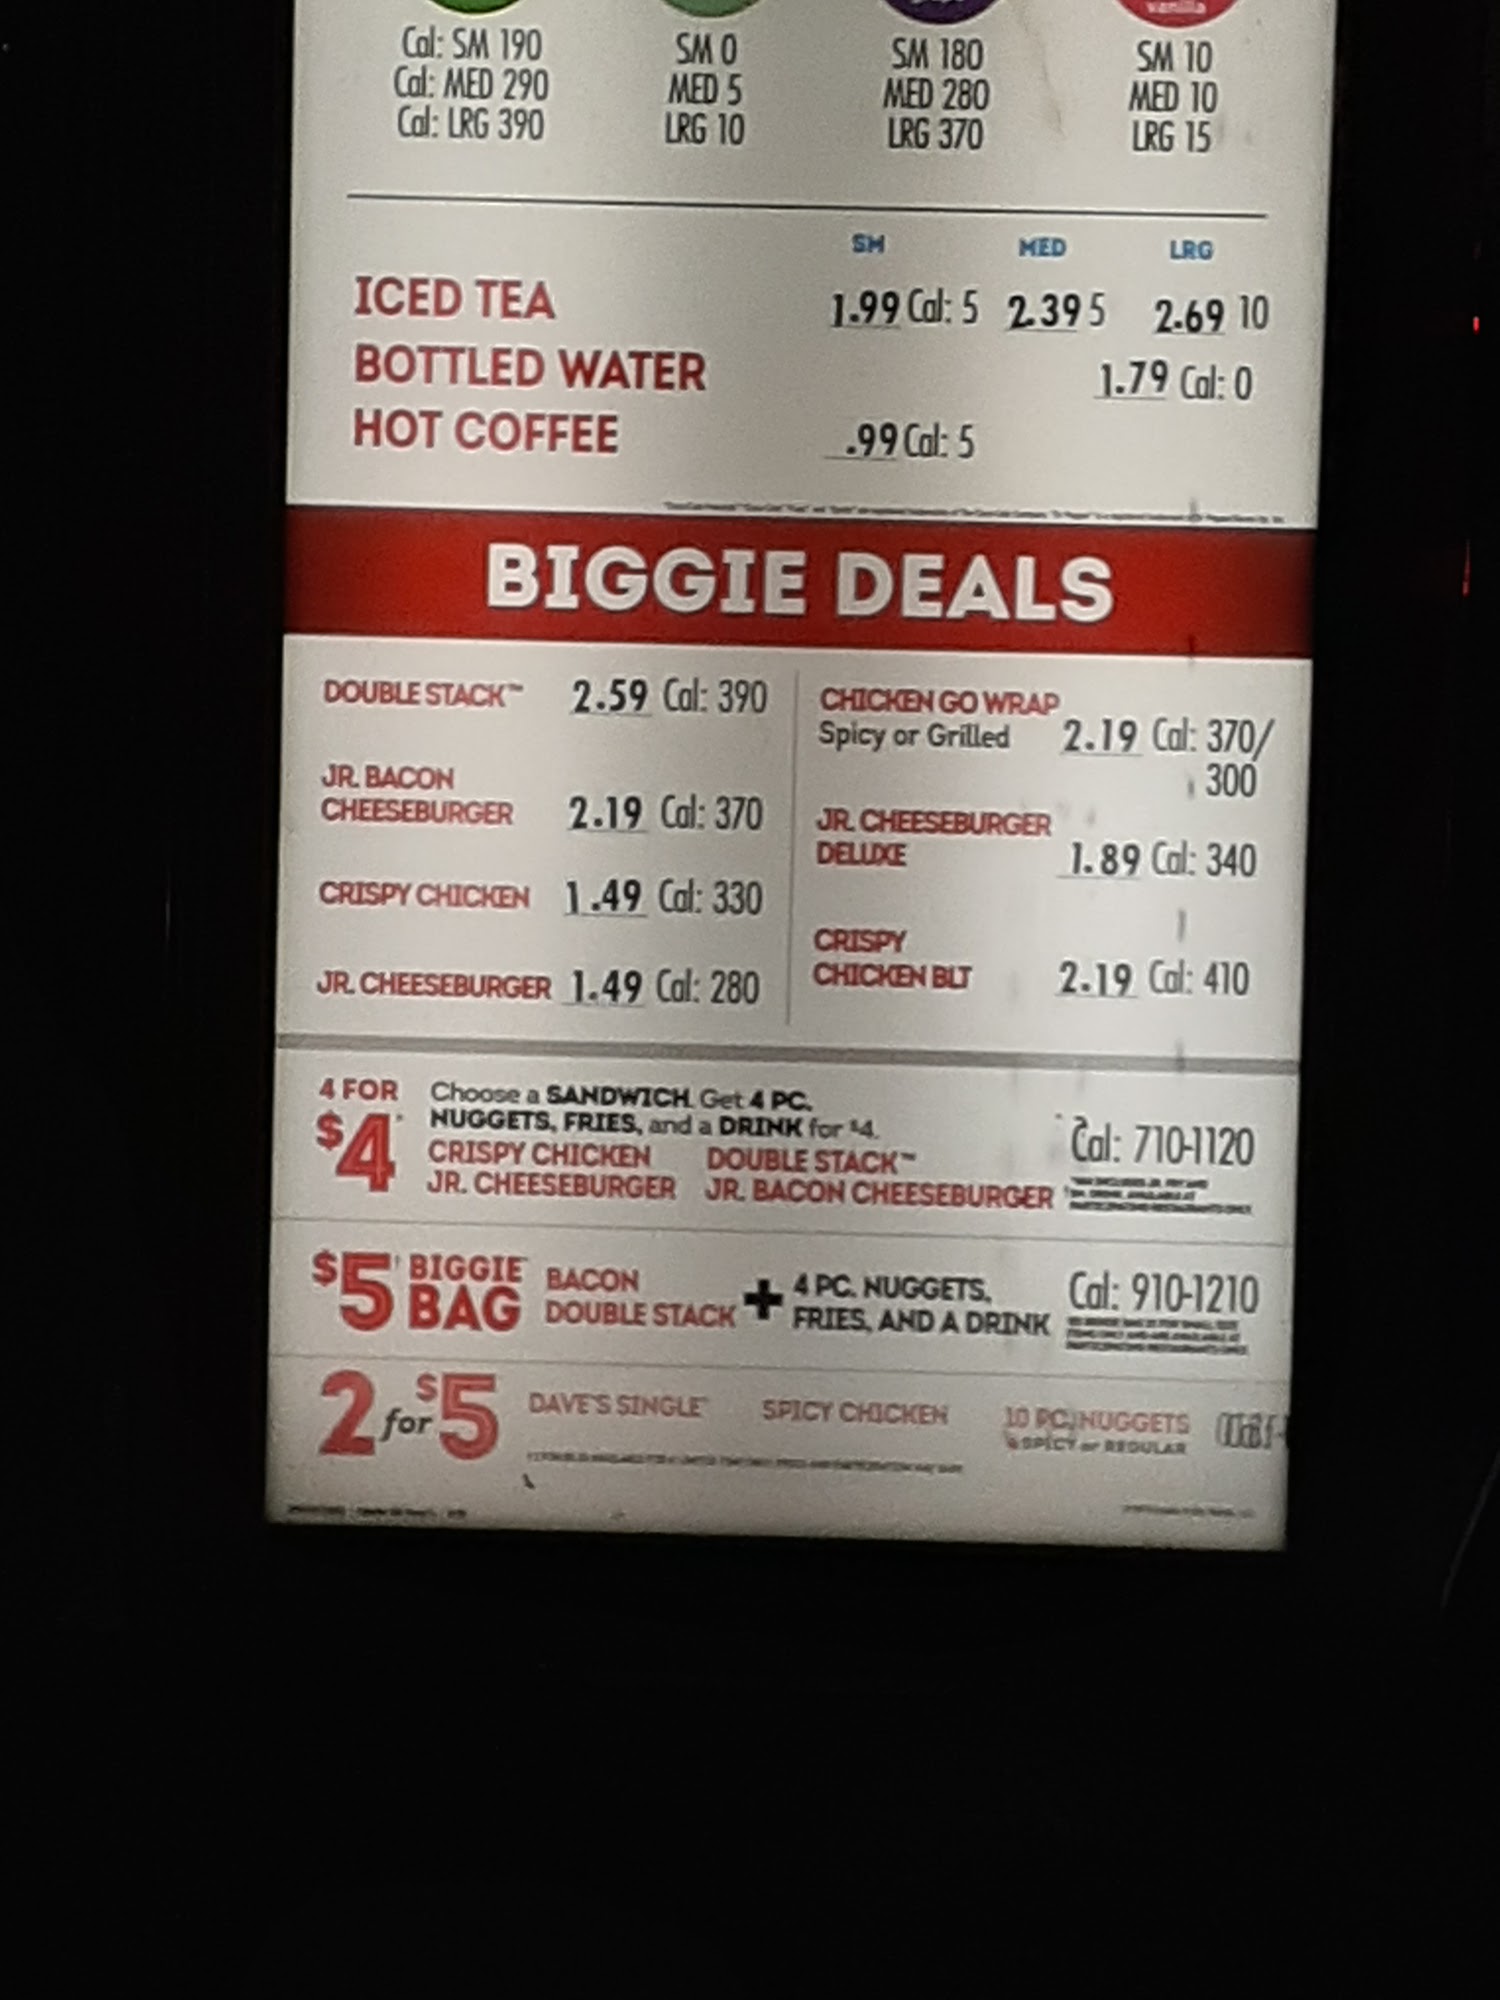 vanilla
Cal: SM 190 SM 0 SM 180 SM 10
Cal: MED 290 MED 5 MED 280 MED 10
Cal: LRG 390 LRG 10 LRG 370 LRG 15
SM MED LRG
ICED TEA 1.99 Cal: 5 2.39 5 2.69 10
BOTTLED WATER 1.79 Cal: 0
HOT COFFEE .99 Cal: 5
BIGGIE DEALS
DOUBLE STACK™ 2.59 Cal: 390
JR. BACON
CHEESEBURGER 2.19 Cal: 370
CRISPY CHICKEN 1.49 Cal: 330
JR. CHEESEBURGER 1.49 Cal: 280
CHICKEN GO WRAP
Spicy or Grilled 2.19 Cal: 370/
300
JR. CHEESEBURGER
DELUXE 1.89 Cal: 340
CRISPY
CHICKEN BLT 2.19 Cal: 410
4 FOR
$4
Choose a SANDWICH. Get 4 PC.
NUGGETS, FRIES, and a DRINK for $4.
CRISPY CHICKEN DOUBLE STACK™
JR. CHEESEBURGER JR. BACON CHEESEBURGER
Cal: 710-1120
PARTICIPATING RESTAURANTS ONLY.
$5 BIGGIE
BAG
BACON
DOUBLE STACK
+ 4 PC. NUGGETS,
FRIES, AND A DRINK
Cal: 910-1210
2 for $5
DAVE'S SINGLE SPICY CHICKEN 10 PC. NUGGETS
SPICY or REGULAR